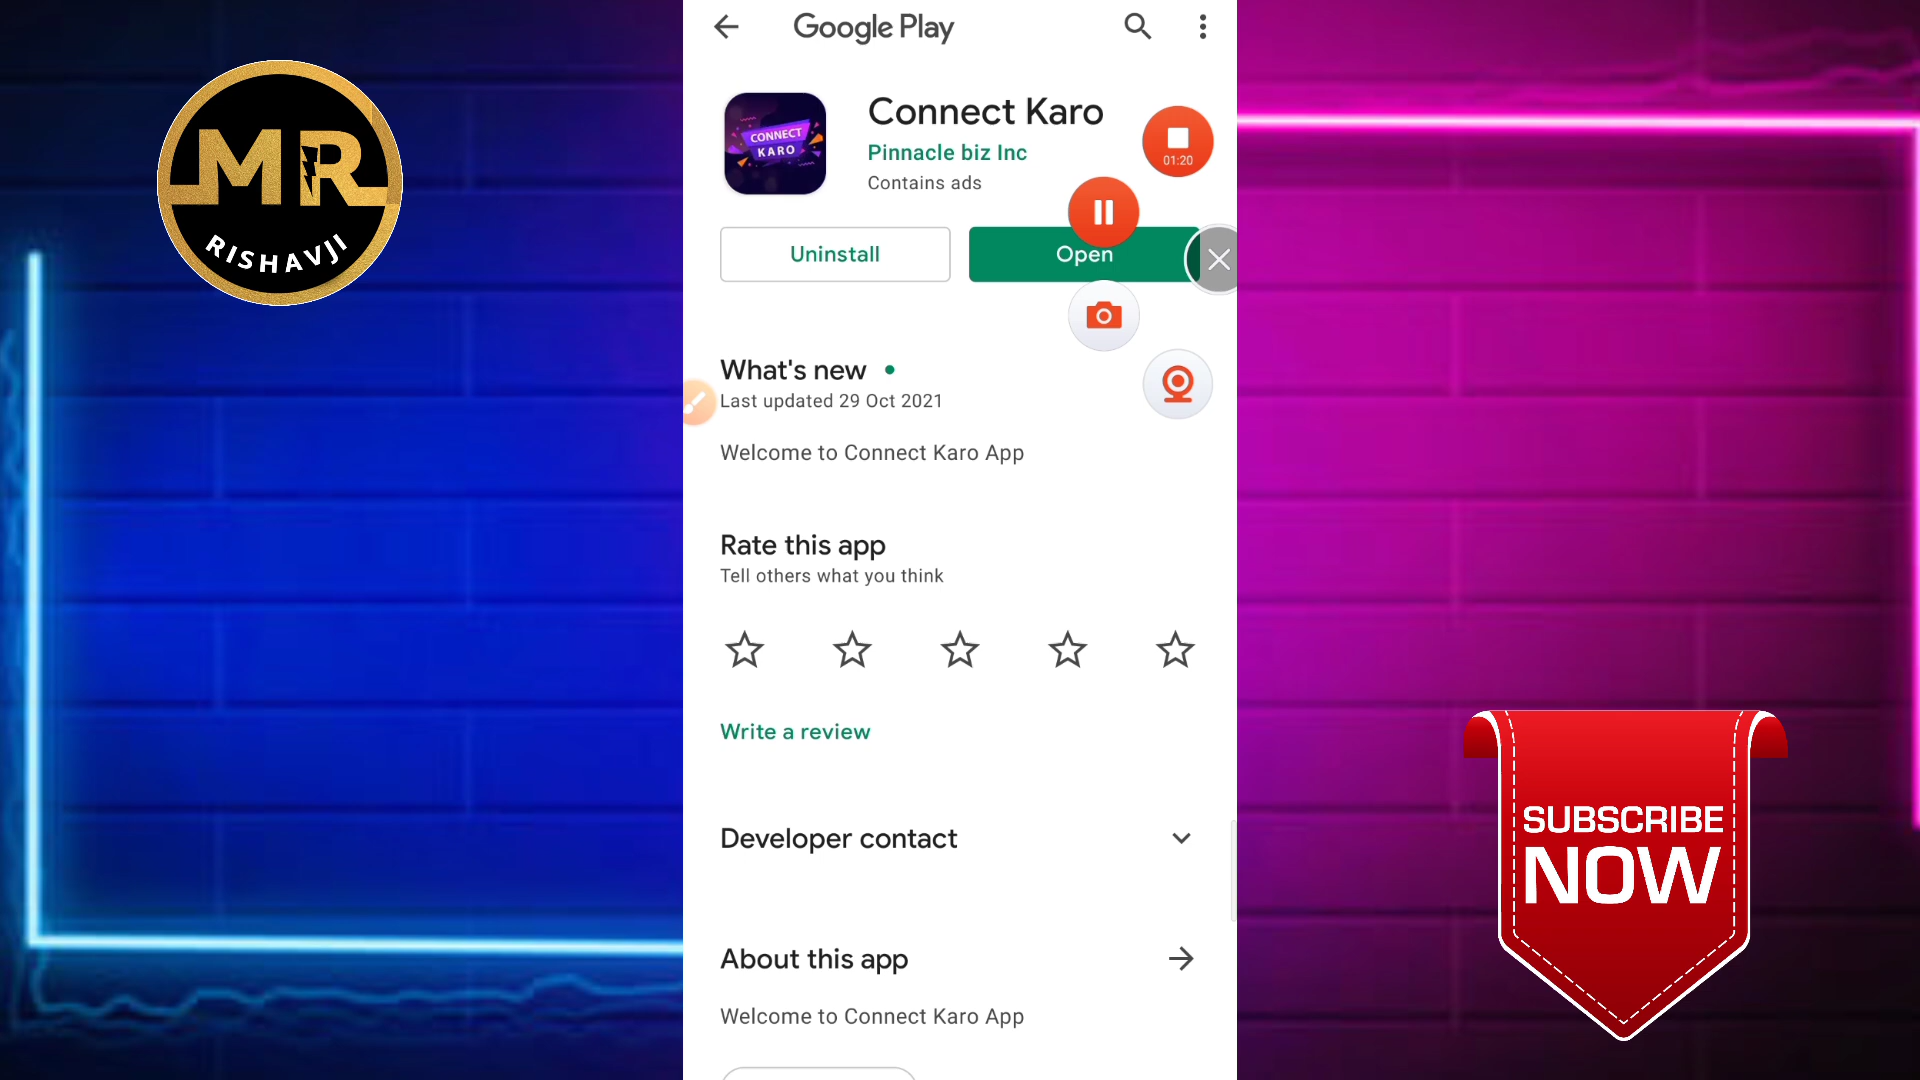 MR
RISHAVJI
Google Play
CONNECT
KARO
Connect Karo
Pinnacle biz Inc
Contains ads
01:20
Uninstall
Open
What's new
Last updated 29 Oct 2021
Welcome to Connect Karo App
Rate this app
Tell others what you think
Write a review
Developer contact
About this app
Welcome to Connect Karo App
SUBSCRIBE
NOW